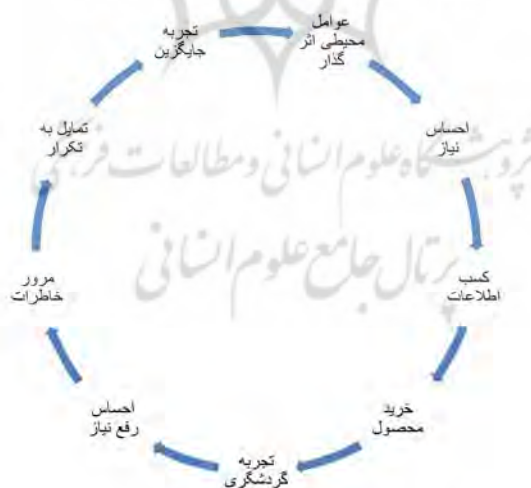 عوامل
محیطی اثر
گذار
احساس
نیاز
کسب
اطلاعات
خرید
محصول
تجربه
گردشگری
احساس
رفع نیاز
مرور
خاطرات
تمایل به
تکرار
تجربه
جایگزین
پژوهشگاه علوم انسانی و مطالعات فرهنگی
پرتال جامع علوم انسانی